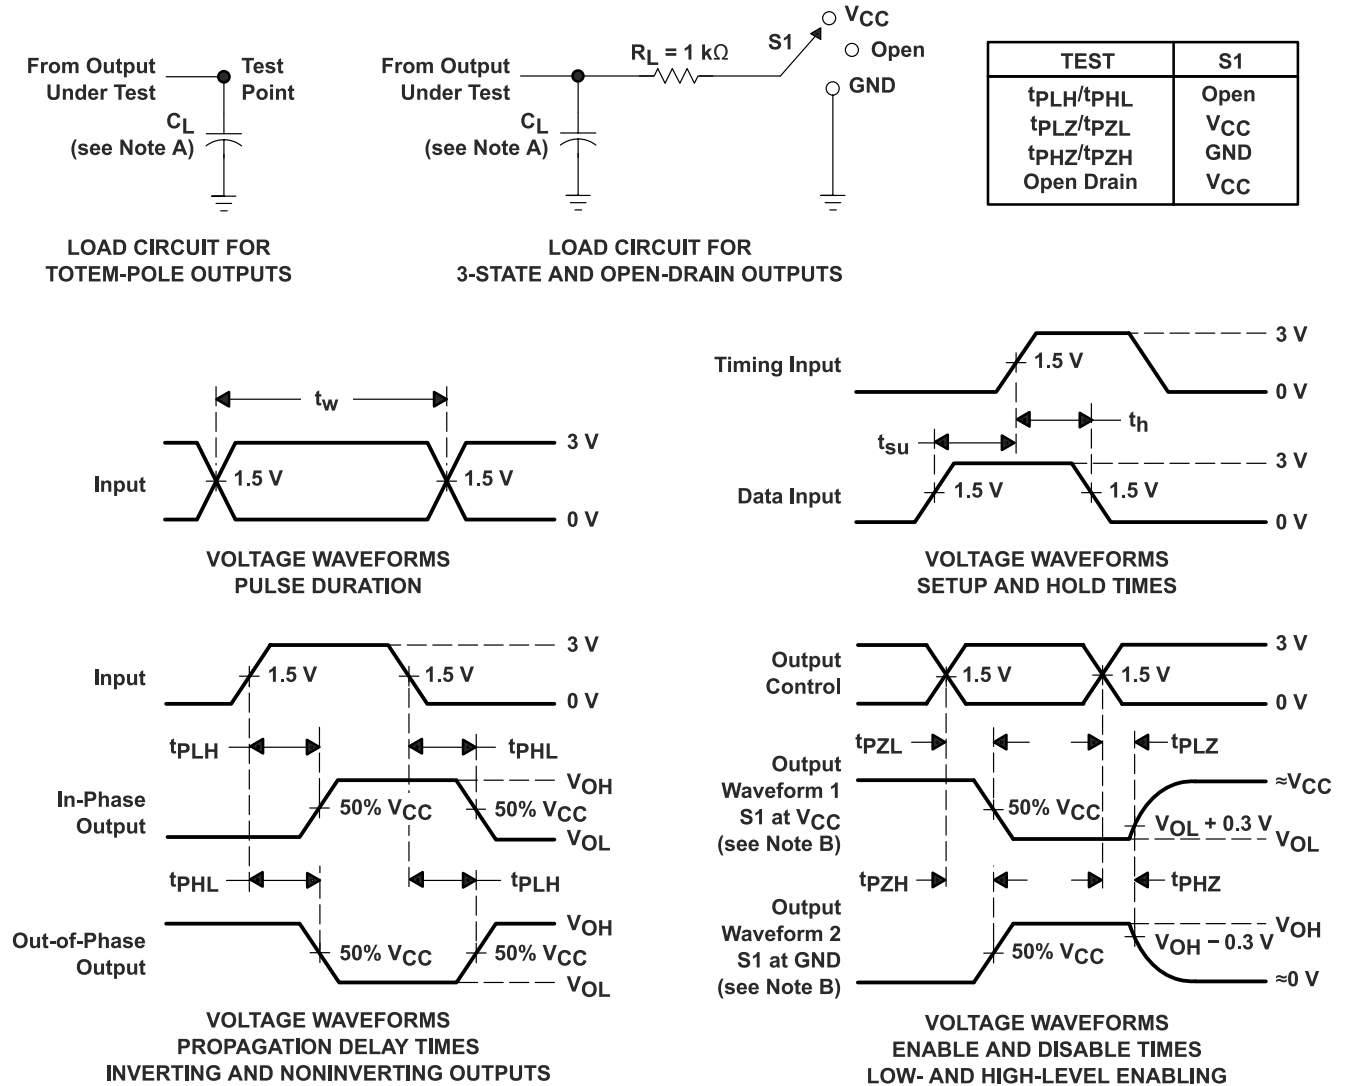 From Output
Under Test
Test
Point
CL
(see Note A)
LOAD CIRCUIT FOR
TOTEM-POLE OUTPUTS
From Output
Under Test
RL = 1 kΩ
S1
VCC
Open
GND
CL
(see Note A)
LOAD CIRCUIT FOR
3-STATE AND OPEN-DRAIN OUTPUTS
TEST S1
tPLH/tPHL Open
tPLZ/tPZL VCC
tPHZ/tPZH GND
Open Drain VCC
tw
Input
1.5 V
1.5 V
3 V
0 V
VOLTAGE WAVEFORMS
PULSE DURATION
Timing Input
1.5 V
3 V
0 V
tsu
th
Data Input
1.5 V
1.5 V
3 V
0 V
VOLTAGE WAVEFORMS
SETUP AND HOLD TIMES
Input
1.5 V
1.5 V
3 V
0 V
tPLH
tPHL
In-Phase
Output
50% VCC
50% VCC
VOH
VOL
tPHL
tPLH
Out-of-Phase
Output
50% VCC
50% VCC
VOH
VOL
VOLTAGE WAVEFORMS
PROPAGATION DELAY TIMES
INVERTING AND NONINVERTING OUTPUTS
Output
Control
1.5 V
1.5 V
3 V
0 V
tPZL
tPLZ
Output
Waveform 1
S1 at VCC
(see Note B)
50% VCC
≈VCC
VOL + 0.3 V
VOL
tPZH
tPHZ
Output
Waveform 2
S1 at GND
(see Note B)
50% VCC
VOH
VOH − 0.3 V
≈0 V
VOLTAGE WAVEFORMS
ENABLE AND DISABLE TIMES
LOW- AND HIGH-LEVEL ENABLING